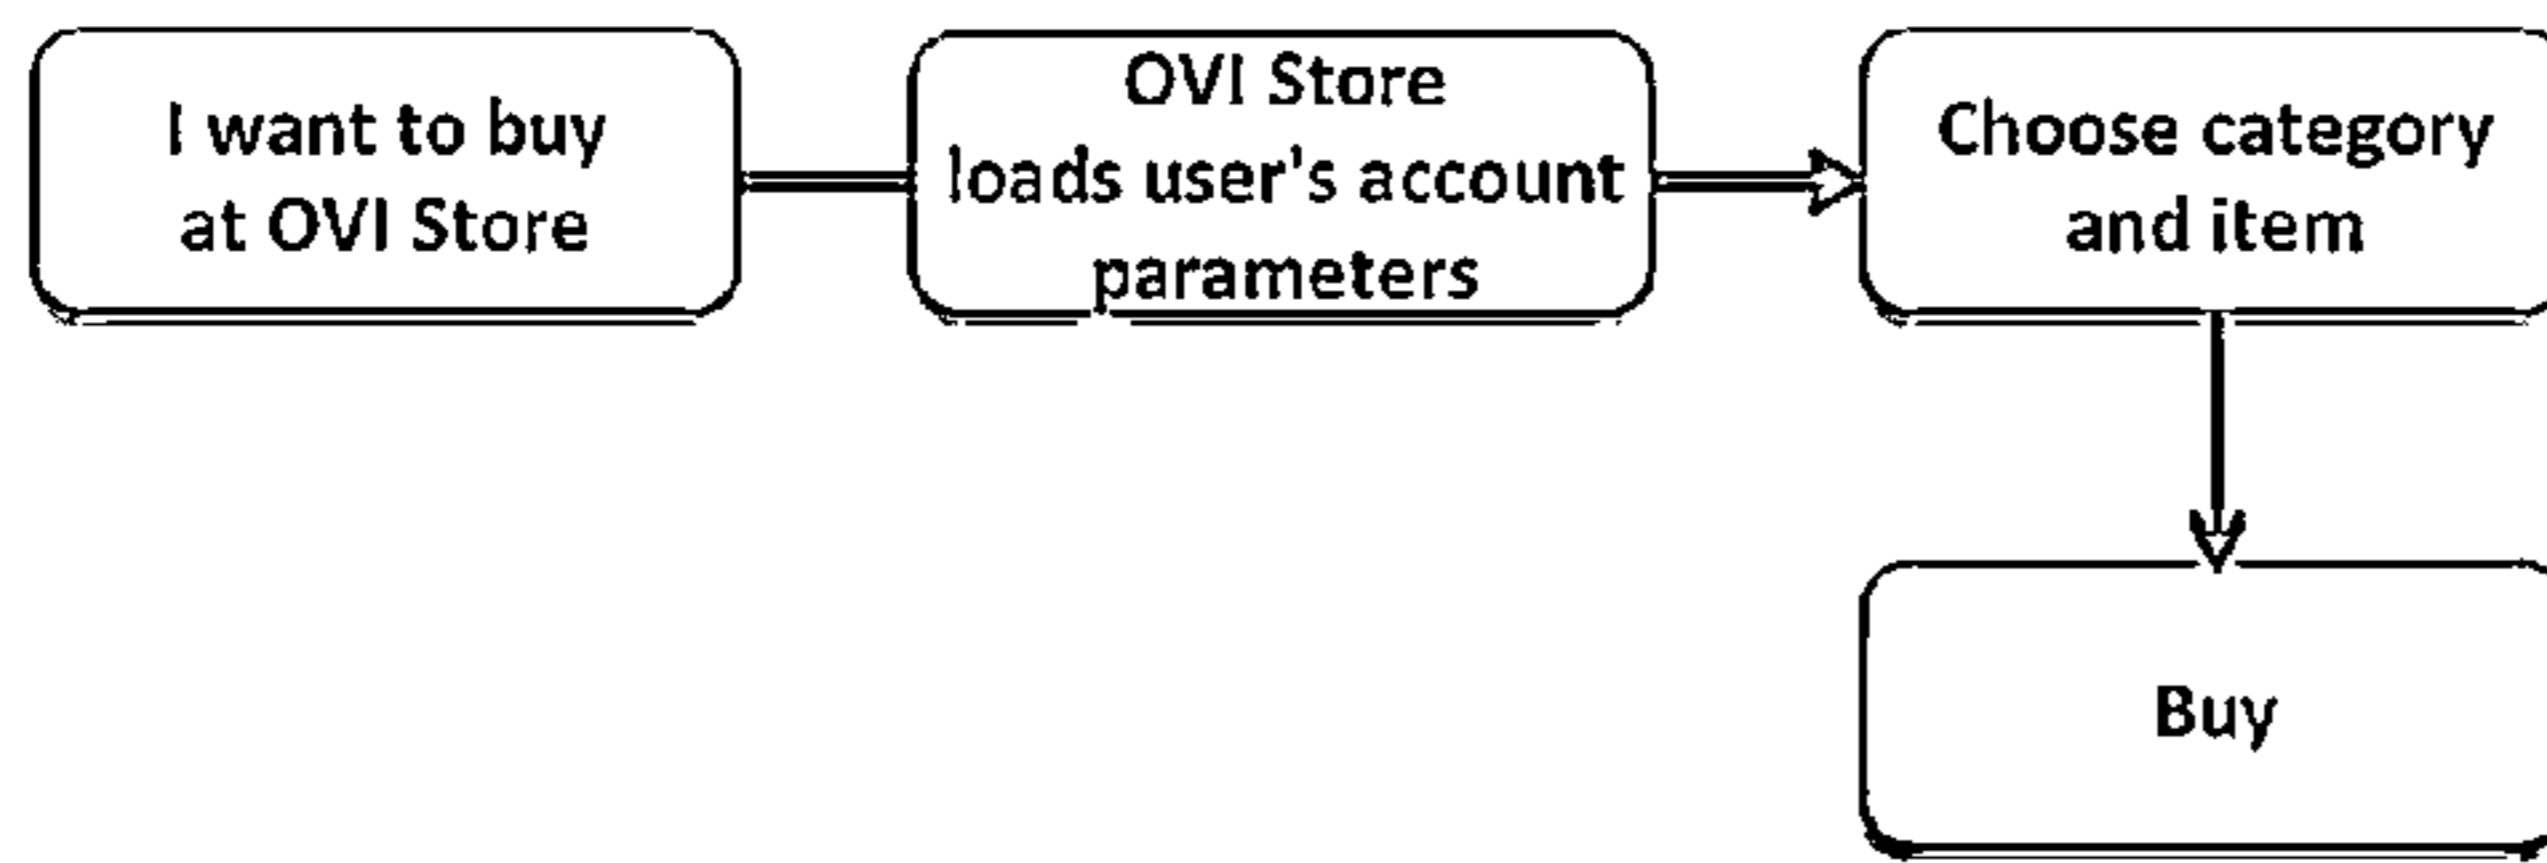 I want to buy
at OVI Store
OVI Store
loads user's account
parameters
Choose category
and item
Buy